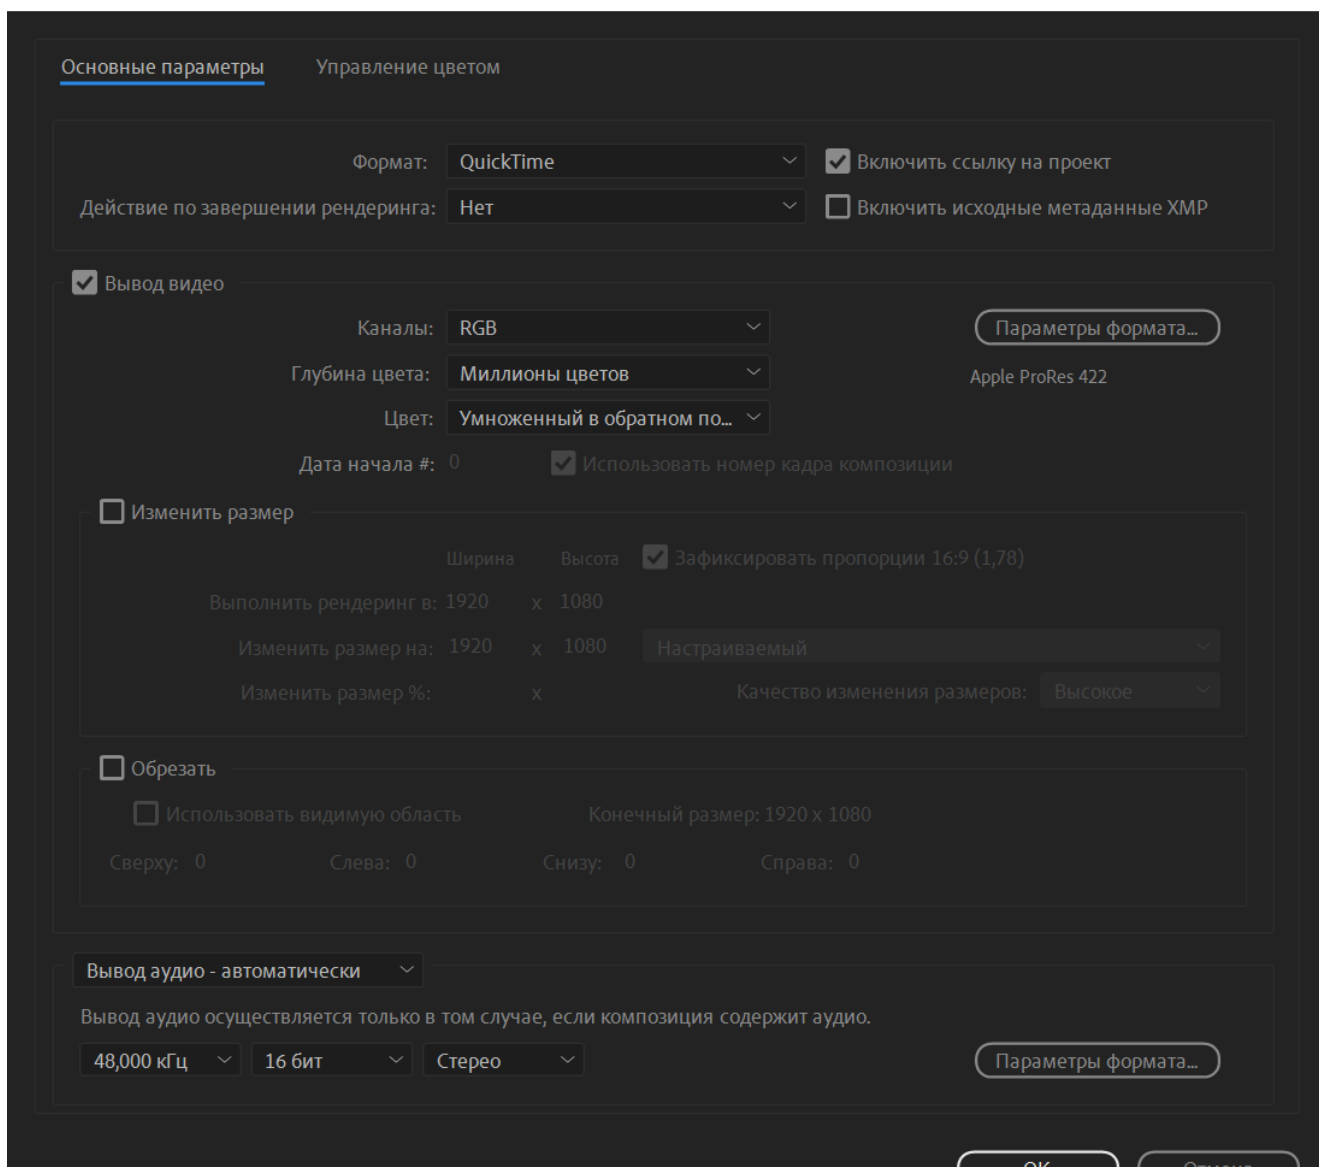 Основные параметры Управление цветом
Формат: QuickTime Включить ссылку на проект
Действие по завершении рендеринга: Нет Включить исходные метаданные XMP
Вывод видео
Каналы: RGB Параметры формата...
Глубина цвета: Миллионы цветов Apple ProRes 422
Цвет: Умноженный в обратном по...
Дата начала #: 0 Использовать номер кадра композиции
Изменить размер
Ширина Высота Зафиксировать пропорции 16:9 (1,78)
Выполнить рендеринг в: 1920 x 1080
Изменить размер на: 1920 x 1080 Настраиваемый
Изменить размер %: x Качество изменения размеров: Высокое
Обрезать
Использовать видимую область Конечный размер: 1920 x 1080
Сверху: 0 Слева: 0 Снизу: 0 Справа: 0
Вывод аудио - автоматически
Вывод аудио осуществляется только в том случае, если композиция содержит аудио.
48,000 кГц 16 бит Стерео Параметры формата...